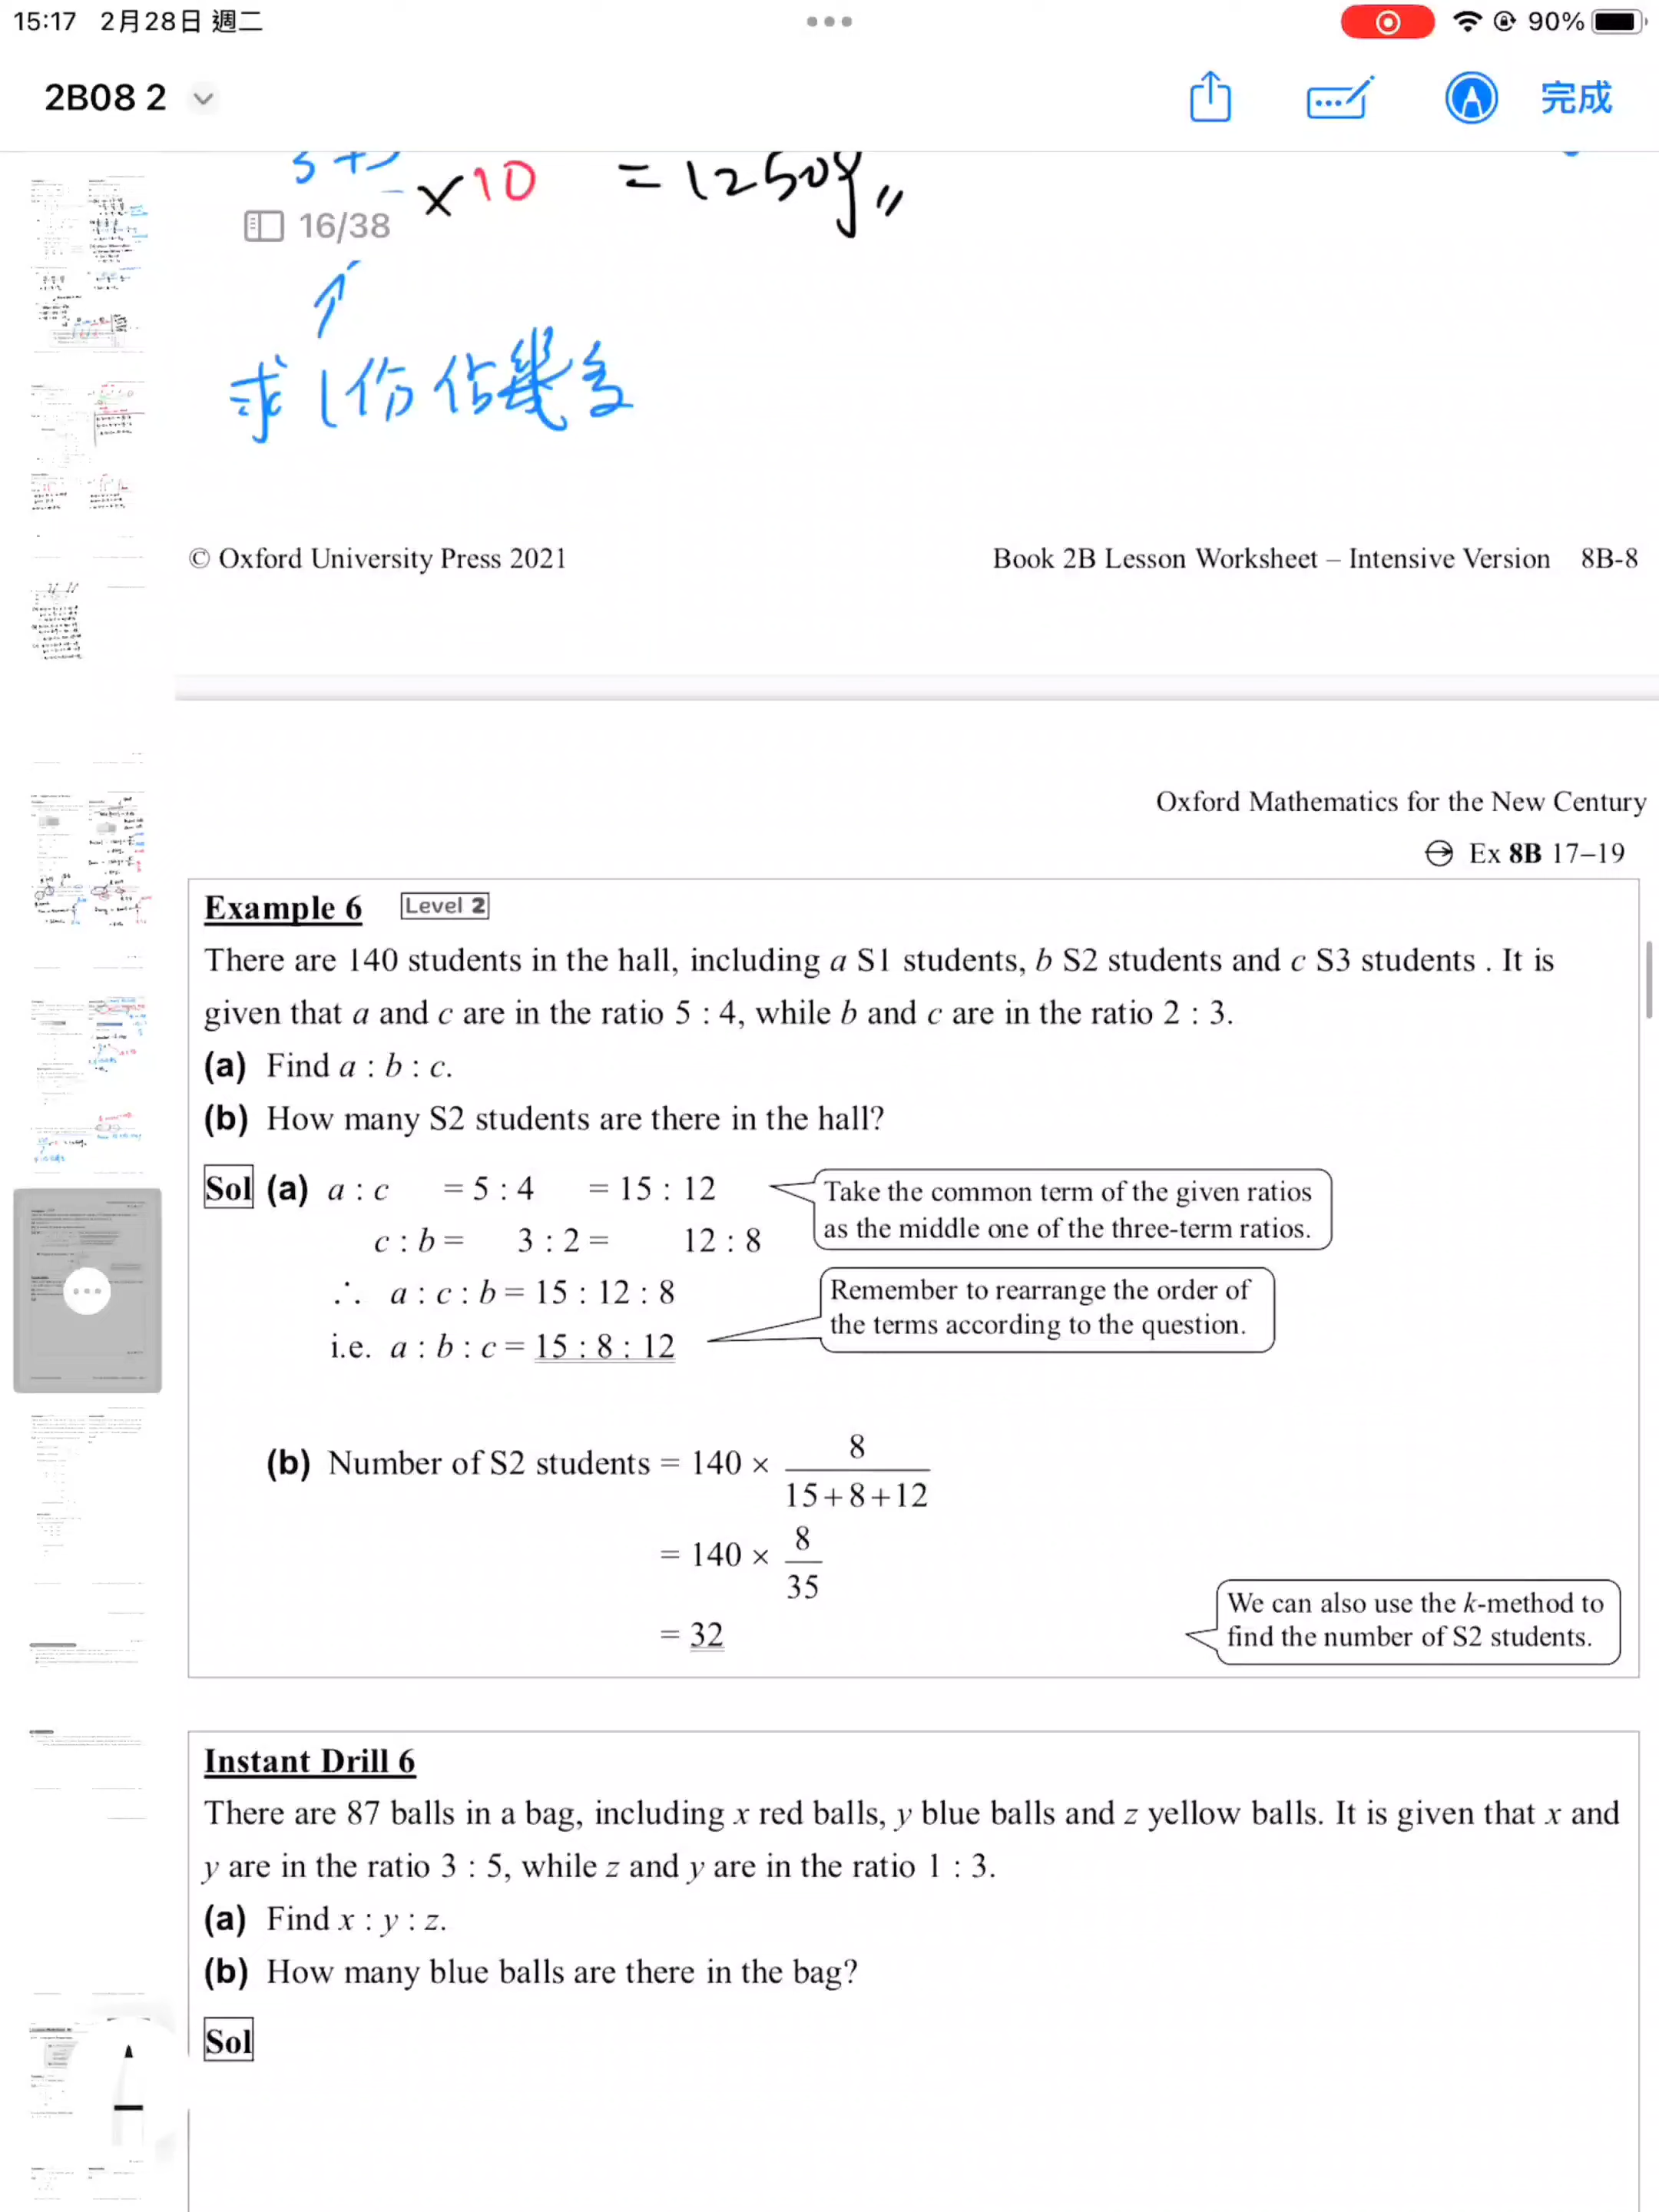 15:17 2月28日 週二
90%
2B08 2
完成
×10 = 1250g
16/38
求1份佔幾多
© Oxford University Press 2021 Book 2B Lesson Worksheet – Intensive Version 8B-8
Oxford Mathematics for the New Century
Ex 8B 17–19
Example 6 Level 2
There are 140 students in the hall, including a S1 students, b S2 students and c S3 students . It is
given that a and c are in the ratio 5 : 4, while b and c are in the ratio 2 : 3.
(a) Find a : b : c.
(b) How many S2 students are there in the hall?
Sol (a) a : c = 5 : 4 = 15 : 12
c : b = 3 : 2 = 12 : 8
∴ a : c : b = 15 : 12 : 8
i.e. a : b : c = 15 : 8 : 12
Take the common term of the given ratios
as the middle one of the three-term ratios.
Remember to rearrange the order of
the terms according to the question.
(b) Number of S2 students = 140 × 8
15+8+12
= 140 × 8
35
= 32
We can also use the k-method to
find the number of S2 students.
Instant Drill 6
There are 87 balls in a bag, including x red balls, y blue balls and z yellow balls. It is given that x and
y are in the ratio 3 : 5, while z and y are in the ratio 1 : 3.
(a) Find x : y : z.
(b) How many blue balls are there in the bag?
Sol